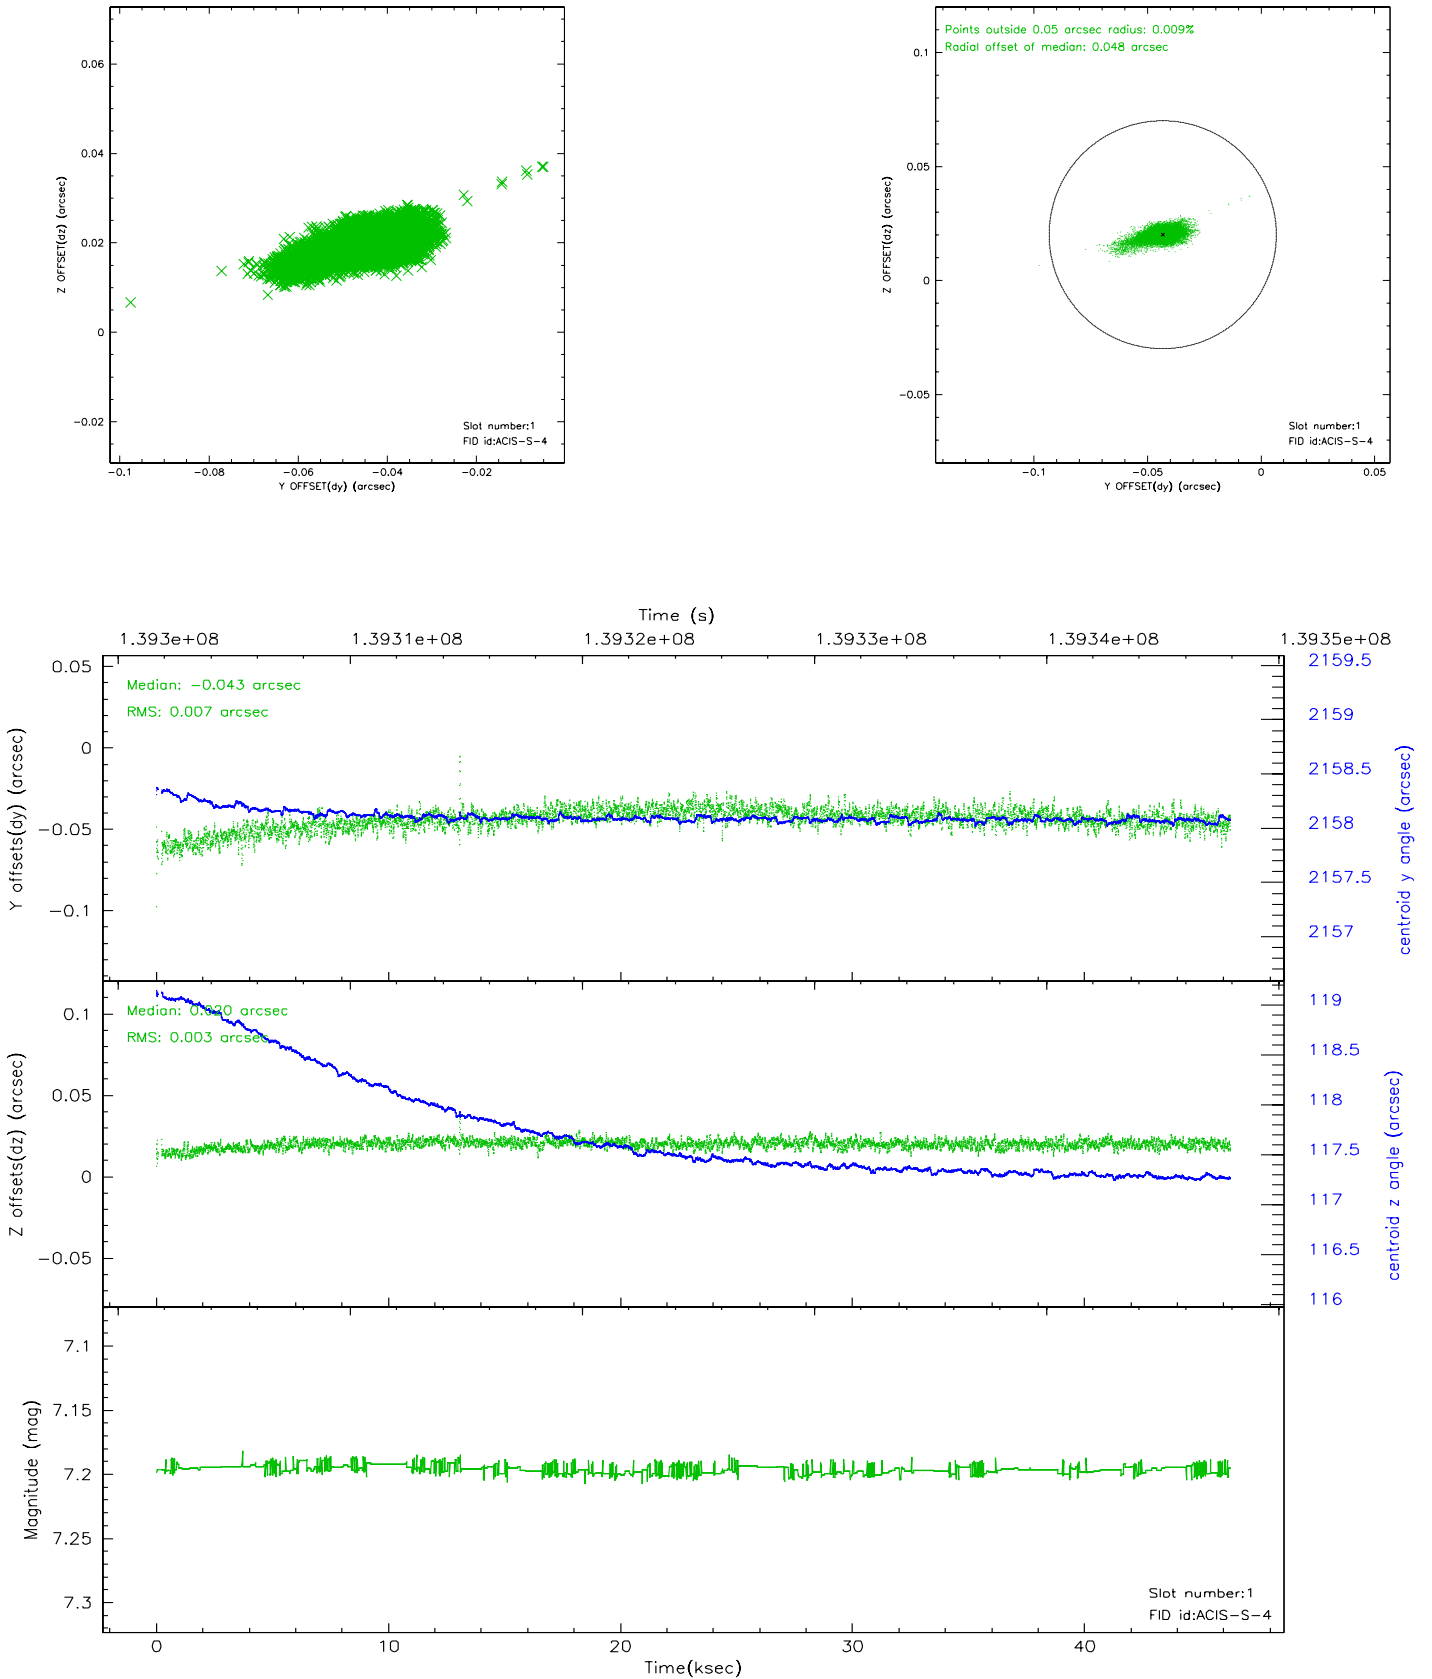 0.06
0.04
0.02
0
−0.02
Z OFFSET(dz) (arcsec)
Slot number:1
FID id:ACIS−S−4
−0.1 −0.08 −0.06 −0.04 −0.02
Y OFFSET(dy) (arcsec)
Points outside 0.05 arcsec radius: 0.009%
Radial offset of median: 0.048 arcsec
0.1
0.05
0
−0.05
Z OFFSET(dz) (arcsec)
Slot number:1
FID id:ACIS−S−4
−0.1 −0.05 0 0.05
Y OFFSET(dy) (arcsec)
Time (s)
1.393e+08 1.3931e+08 1.3932e+08 1.3933e+08 1.3934e+08 1.3935e+08
Median: −0.043 arcsec
RMS: 0.007 arcsec
0.05
0
−0.05
−0.1
Y offsets(dy) (arcsec)
2159.5
2159
2158.5
2158
2157.5
2157
centroid y angle (arcsec)
Median: 0.020 arcsec
RMS: 0.003 arcsec
0.1
0.05
0
−0.05
Z offsets(dz) (arcsec)
119
118.5
118
117.5
117
116.5
116
centroid z angle (arcsec)
7.1
7.15
7.2
7.25
7.3
Magnitude (mag)
Slot number:1
FID id:ACIS−S−4
0 10 20 30 40
Time(ksec)